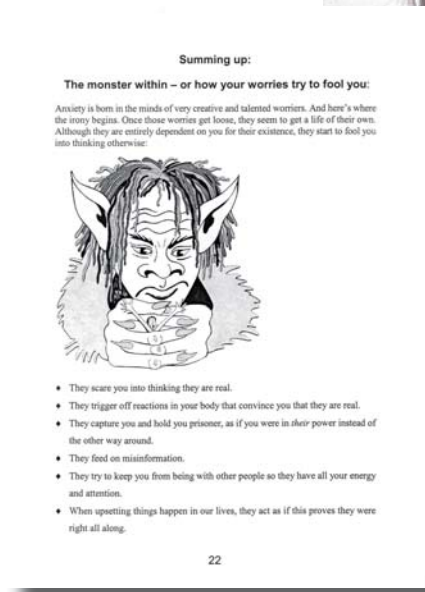 Summing up:
The monster within – or how your worries try to fool you:
Anxiety is born in the minds of very creative and talented worriers. And here's where
the irony begins. Once those worries get loose, they seem to get a life of their own.
Although they are entirely dependent on you for their existence, they start to fool you
into thinking otherwise:
♦ They scare you into thinking they are real.
♦ They trigger off reactions in your body that convince you that they are real.
♦ They capture you and hold you prisoner, as if you were in their power instead of
the other way around.
♦ They feed on misinformation.
♦ They try to keep you from being with other people so they have all your energy
and attention.
♦ When upsetting things happen in our lives, they act as if this proves they were
right all along.
22